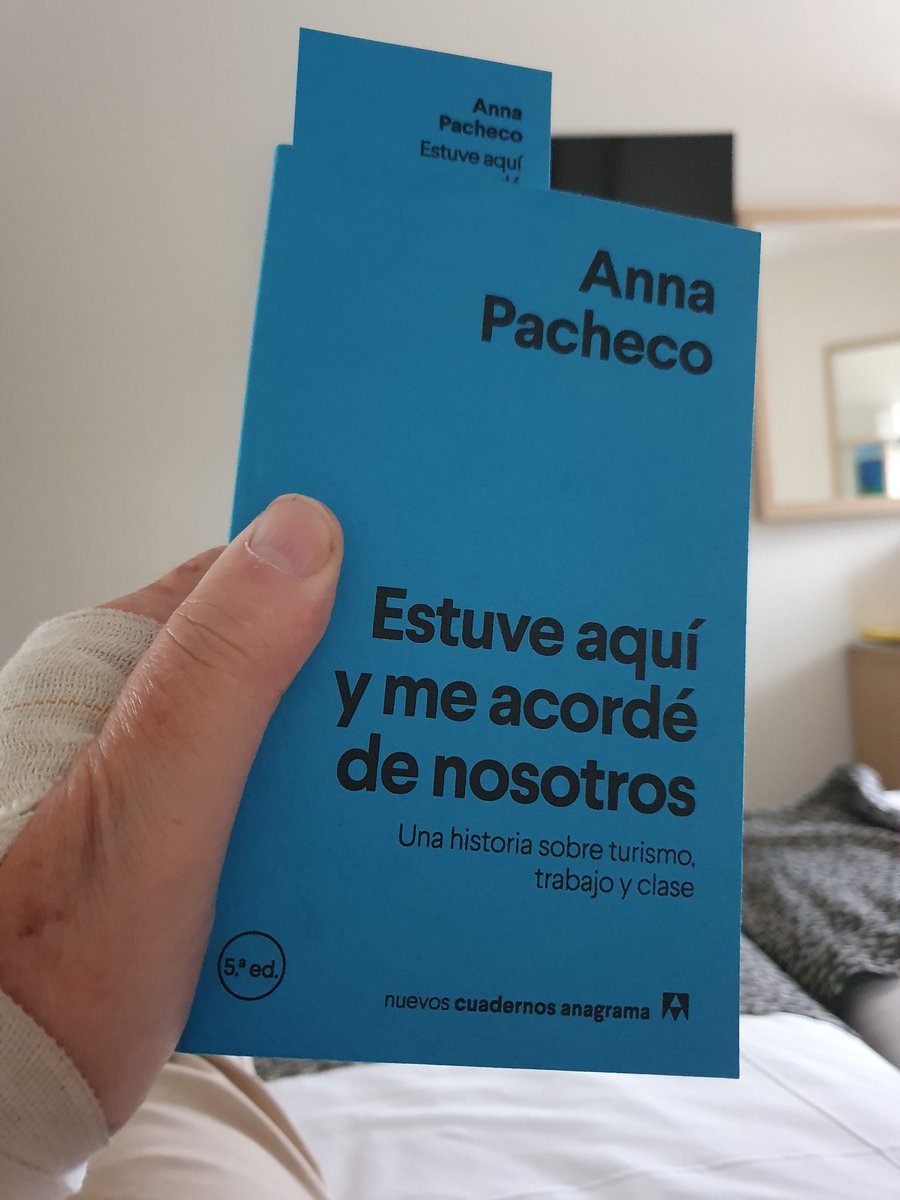 Anna
Pacheco
Estuve aquí
Anna
Pacheco
Estuve aquí
y me acordé
de nosotros
Una historia sobre turismo,
trabajo y clase
5.ª ed.
nuevos cuadernos anagrama